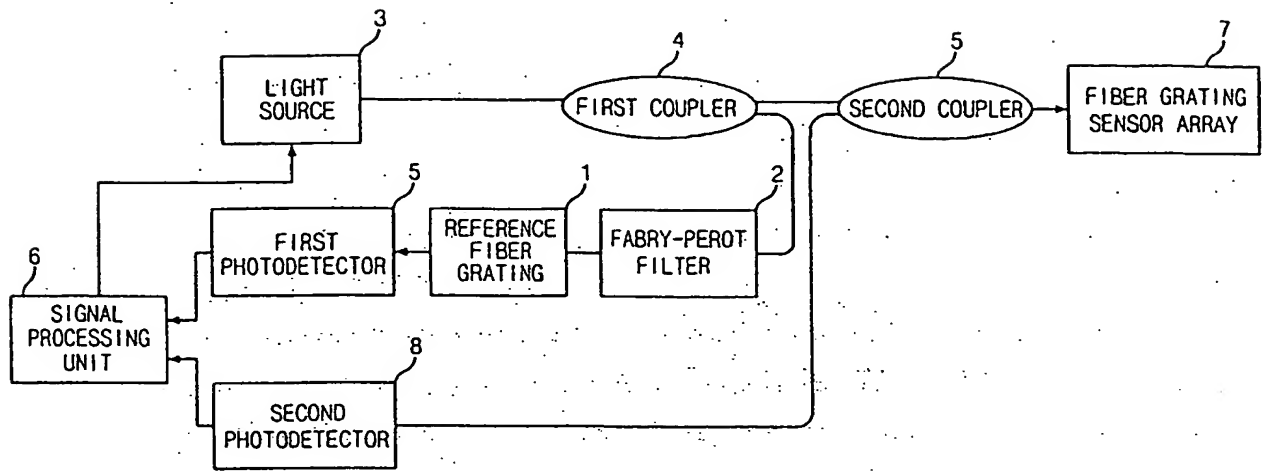 3
LIGHT
SOURCE
4
FIRST COUPLER
5
SECOND COUPLER
7
FIBER GRATING
SENSOR ARRAY
5
FIRST
PHOTODETECTOR
1
REFERENCE
FIBER
GRATING
2
FABRY-PEROT
FILTER
6
SIGNAL
PROCESSING
UNIT
8
SECOND
PHOTODETECTOR